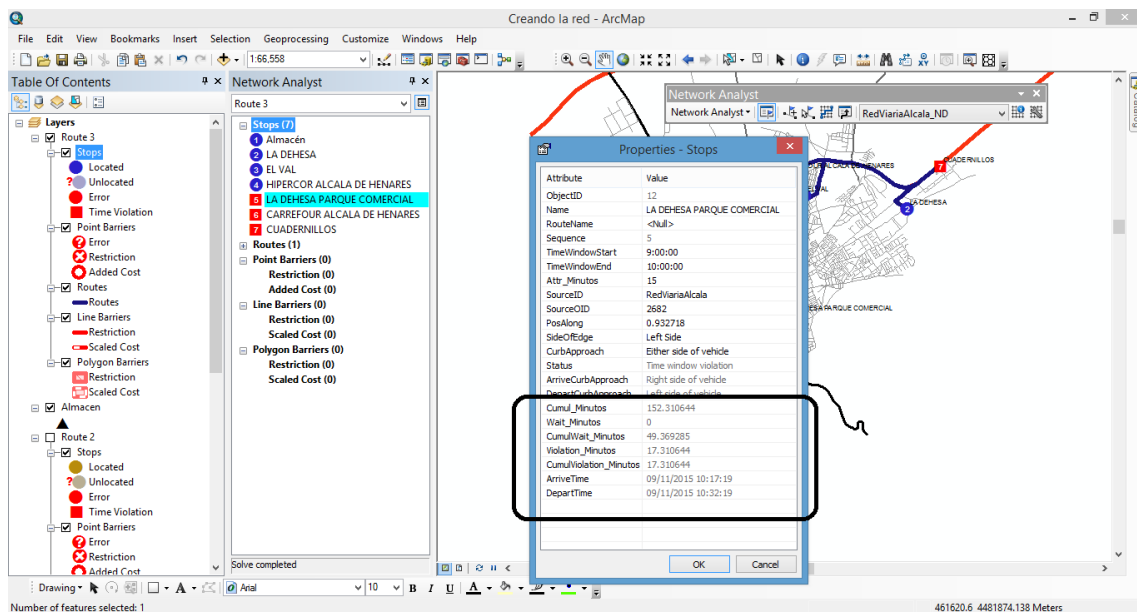 Creando la red - ArcMap
File Edit View Bookmarks Insert Selection Geoprocessing Customize Windows Help
1:66,558
Table Of Contents
Layers
Route 3
Stops
Located
? Unlocated
Error
Time Violation
Point Barriers
Error
Restriction
Added Cost
Routes
Routes
Line Barriers
Restriction
Scaled Cost
Polygon Barriers
Restriction
Scaled Cost
Almacen
Route 2
Stops
Located
? Unlocated
Error
Time Violation
Point Barriers
Error
Restriction
Added Cost
Network Analyst
Route 3
Stops (7)
1 Almacén
2 LA DEHESA
3 EL VAL
4 HIPERCOR ALCALA DE HENARES
5 LA DEHESA PARQUE COMERCIAL
6 CARREFOUR ALCALA DE HENARES
7 CUADERNILLOS
Routes (1)
Point Barriers (0)
Restriction (0)
Added Cost (0)
Line Barriers (0)
Restriction (0)
Scaled Cost (0)
Polygon Barriers (0)
Restriction (0)
Scaled Cost (0)
Solve completed
Network Analyst
Network Analyst RedViariaAlcala_ND
Catalog
7 CUADERNILLOS
2 LA DEHESA
PARQUE COMERCIAL
Properties - Stops
Attribute Value
ObjectID 12
Name LA DEHESA PARQUE COMERCIAL
RouteName <Null>
Sequence 5
TimeWindowStart 9:00:00
TimeWindowEnd 10:00:00
Attr_Minutos 15
SourceID RedViariaAlcala
SourceOID 2682
PosAlong 0.932718
SideOfEdge Left Side
CurbApproach Either side of vehicle
Status Time window violation
ArriveCurbApproach Right side of vehicle
DepartCurbApproach Left side of vehicle
Cumul_Minutos 152.310644
Wait_Minutos 0
CumulWait_Minutos 49.369285
Violation_Minutos 17.310644
CumulViolation_Minutos 17.310644
ArriveTime 09/11/2015 10:17:19
DepartTime 09/11/2015 10:32:19
OK Cancel
Drawing A Arial 10 B I U A
Number of features selected: 1
461620.6 4481874.138 Meters